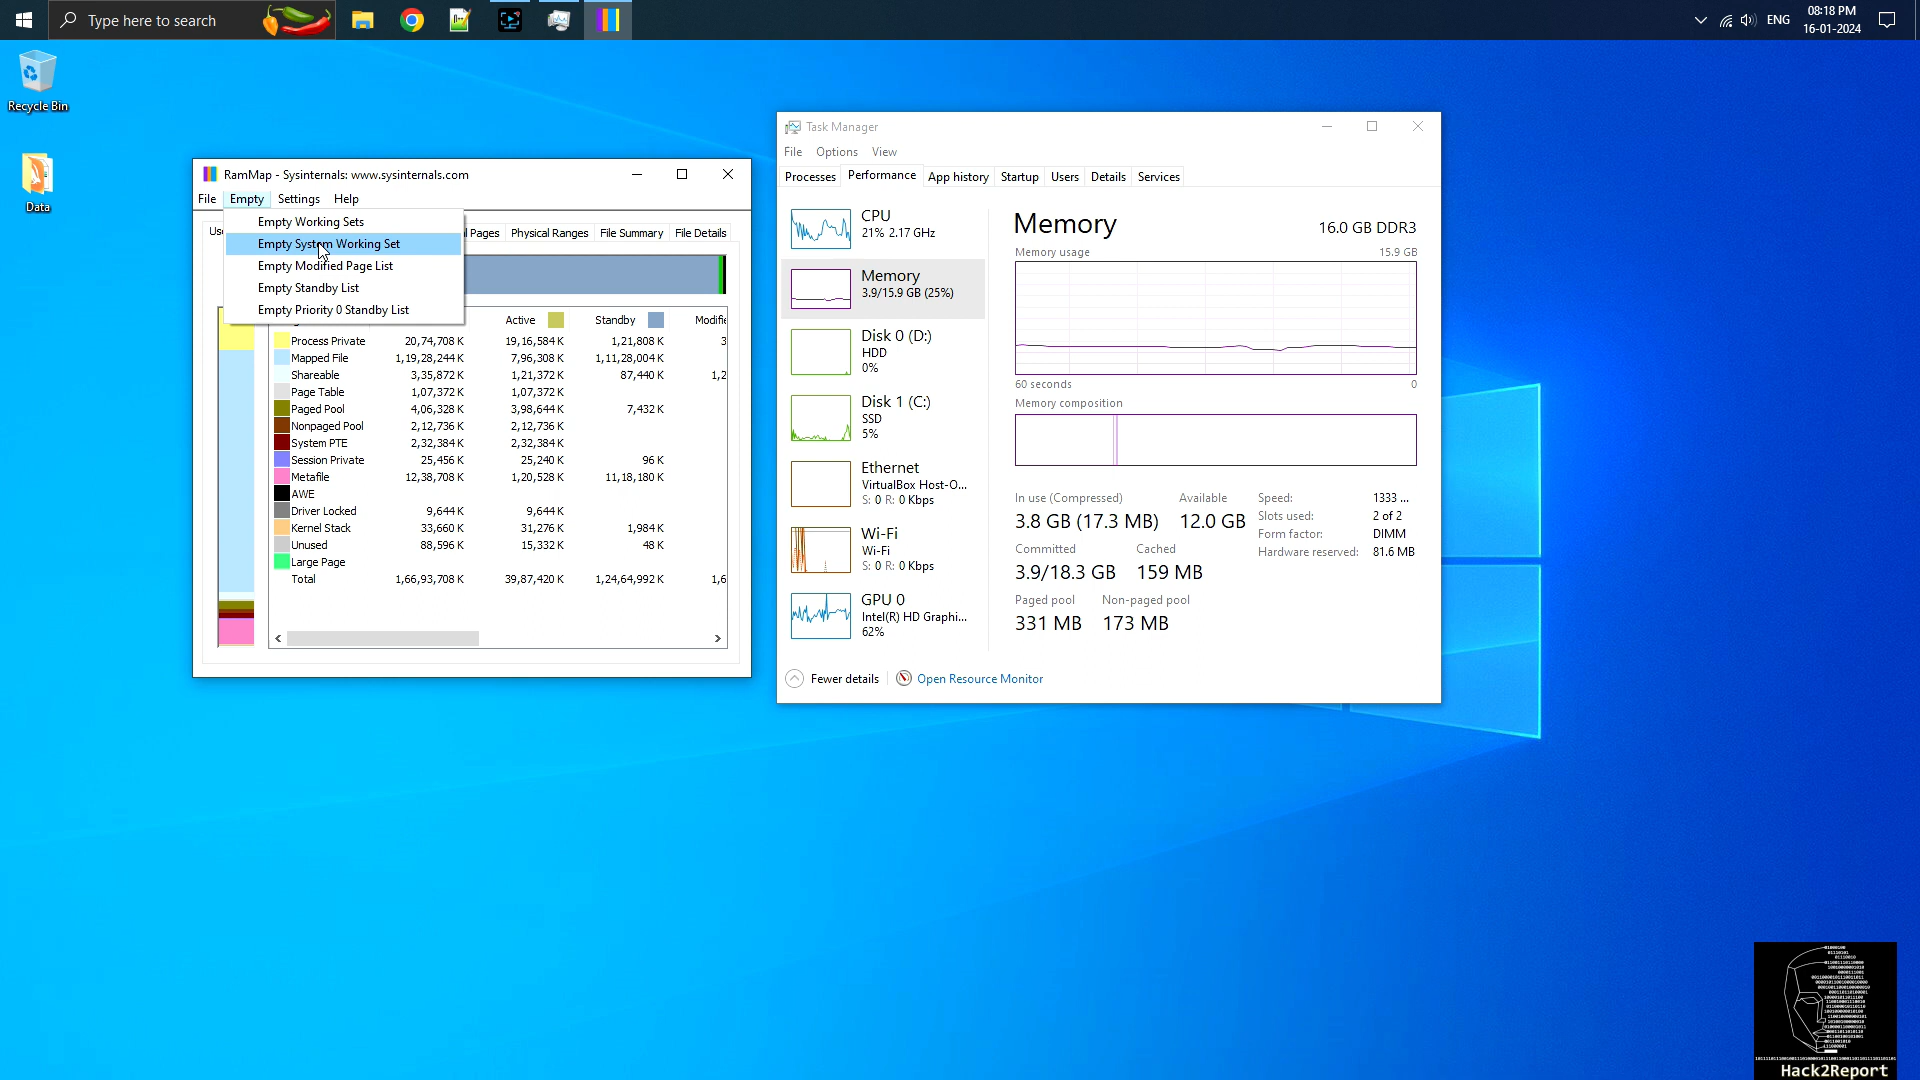 Type here to search
ENG
08:18 PM
16-01-2024
Recycle Bin
Data
RamMap - Sysinternals: www.sysinternals.com
File Empty Settings Help
Empty Working Sets
Empty System Working Set
Empty Modified Page List
Empty Standby List
Empty Priority 0 Standby List
Pages Physical Ranges File Summary File Details
Active Standby
Process Private 20,74,708 K 19,16,584 K 1,21,808 K 3
Mapped File 1,19,28,244 K 7,96,308 K 1,11,28,004 K
Shareable 3,35,872 K 1,21,372 K 87,440 K 1,2
Page Table 1,07,372 K 1,07,372 K
Paged Pool 4,06,328 K 3,98,644 K 7,432 K
Nonpaged Pool 2,12,736 K 2,12,736 K
System PTE 2,32,384 K 2,32,384 K
Session Private 25,456 K 25,240 K 96 K
Metafile 12,38,708 K 1,20,528 K 11,18,180 K
AWE
Driver Locked 9,644 K 9,644 K
Kernel Stack 33,660 K 31,276 K 1,984 K
Unused 88,596 K 15,332 K 48 K
Large Page
Total 1,66,93,708 K 39,87,420 K 1,24,64,992 K 1,6
Task Manager
File Options View
Processes Performance App history Startup Users Details Services
CPU
21% 2.17 GHz
Memory
3.9/15.9 GB (25%)
Disk 0 (D:)
HDD
0%
Disk 1 (C:)
SSD
5%
Ethernet
VirtualBox Host-O...
S: 0 R: 0 Kbps
Wi-Fi
Wi-Fi
S: 0 R: 0 Kbps
GPU 0
Intel(R) HD Graphi...
62%
Memory 16.0 GB DDR3
Memory usage 15.9 GB
60 seconds 0
Memory composition
In use (Compressed) Available
3.8 GB (17.3 MB) 12.0 GB
Committed Cached
3.9/18.3 GB 159 MB
Paged pool Non-paged pool
331 MB 173 MB
Speed: 1333 ...
Slots used: 2 of 2
Form factor: DIMM
Hardware reserved: 81.6 MB
Fewer details Open Resource Monitor
Hack2Report